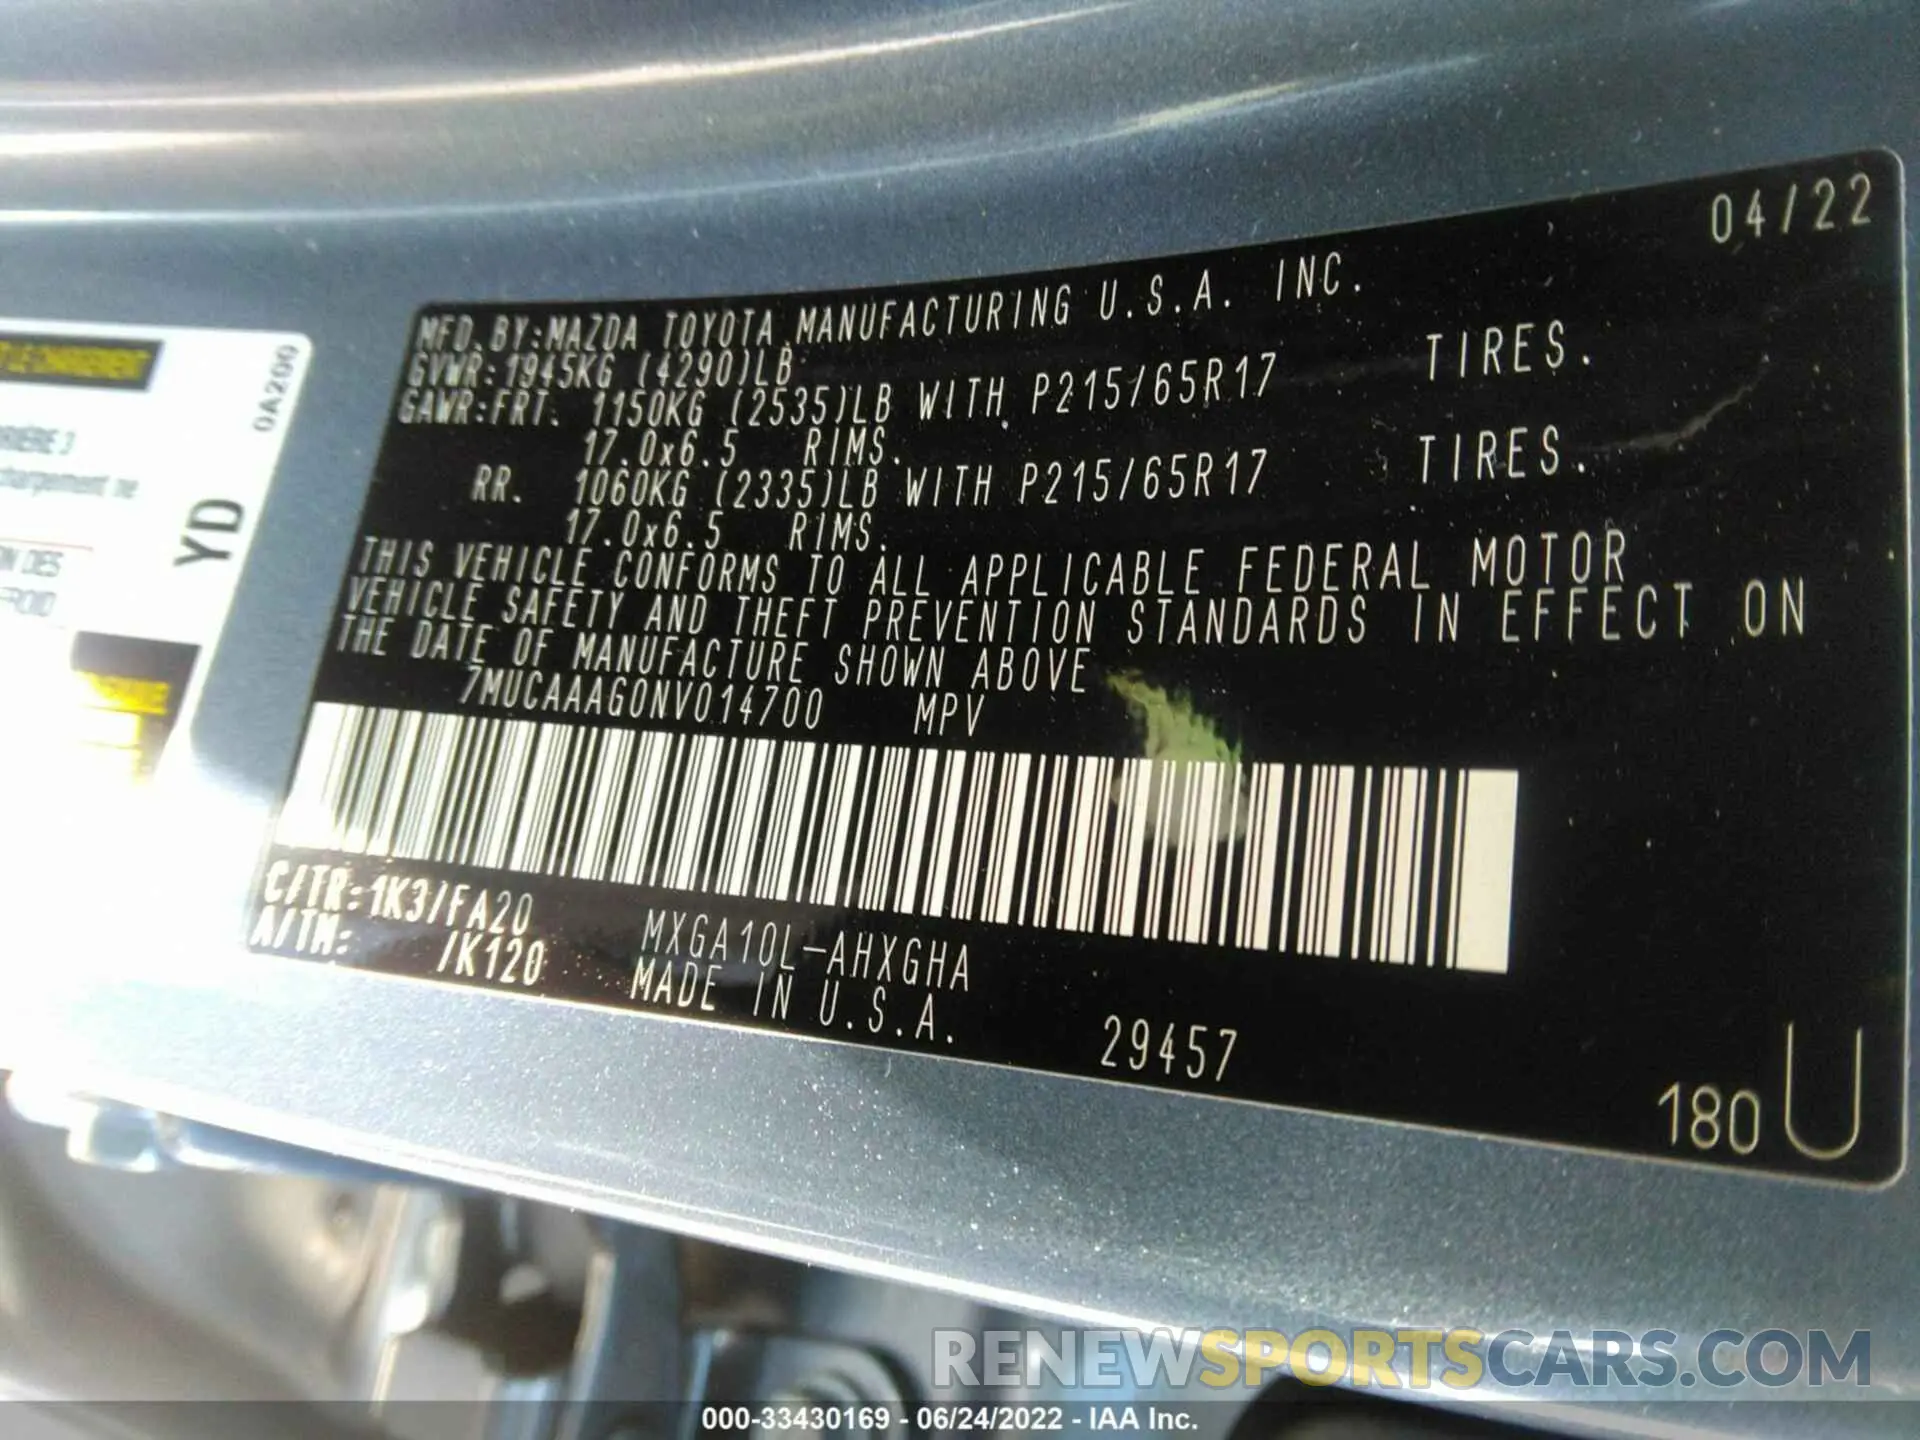 04/22
MFD.BY:MAZDA TOYOTA MANUFACTURING U.S.A. INC.
GVWR:1945KG (4290)LB
GAWR:FRT. 1150KG (2535)LB WITH P215/65R17 TIRES.
17.0x6.5 RIMS.
RR. 1060KG (2335)LB WITH P215/65R17 TIRES.
17.0x6.5 RIMS.
THIS VEHICLE CONFORMS TO ALL APPLICABLE FEDERAL MOTOR
VEHICLE SAFETY AND THEFT PREVENTION STANDARDS IN EFFECT ON
THE DATE OF MANUFACTURE SHOWN ABOVE
7MUCAAAG0NV014700 MPV
C/TR:1K3/FA20 MXGA10L-AHXGHA
A/TM: /K120 MADE IN U.S.A.
29457
180 U
0A200
YD
RENEWSPORTSCARS.COM
000-33430169 - 06/24/2022 - IAA Inc.